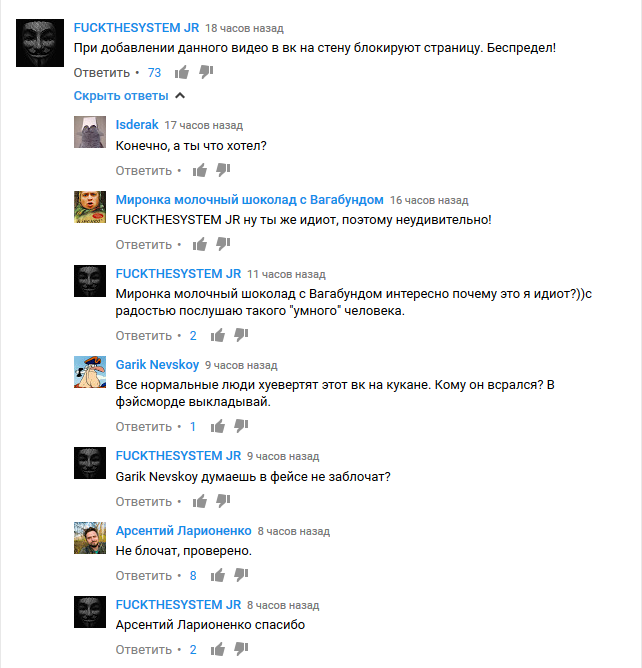 FUCKTHESYSTEM JR 18 часов назад
При добавлении данного видео в вк на стену блокируют страницу. Беспредел!
Ответить • 73
Скрыть ответы
Isderak 17 часов назад
Конечно, а ты что хотел?
Ответить •
Миронка молочный шоколад с Вагабундом 16 часов назад
FUCKTHESYSTEM JR ну ты же идиот, поэтому неудивительно!
Ответить •
FUCKTHESYSTEM JR 11 часов назад
Миронка молочный шоколад с Вагабундом интересно почему это я идиот?))с
радостью послушаю такого "умного" человека.
Ответить • 2
Garik Nevskoy 9 часов назад
Все нормальные люди хуевертят этот вк на кукане. Кому он всрался? В
фэйсморде выкладывай.
Ответить • 1
FUCKTHESYSTEM JR 9 часов назад
Garik Nevskoy думаешь в фейсе не заблочат?
Ответить •
Арсентий Ларионенко 8 часов назад
Не блочат, проверено.
Ответить • 8
FUCKTHESYSTEM JR 8 часов назад
Арсентий Ларионенко спасибо
Ответить • 2